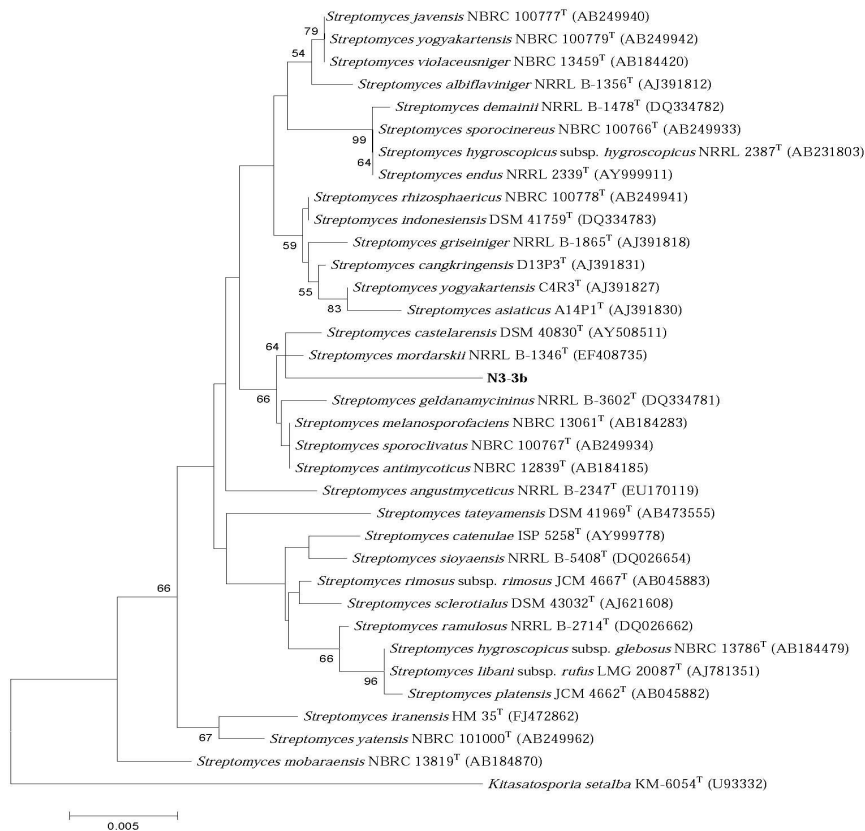 Streptomyces javensis NBRC 100777T (AB249940)
79
Streptomyces yogyakartensis NBRC 100779T (AB249942)
54
Streptomyces violaceusniger NBRC 13459T (AB184420)
Streptomyces albiflaviniger NRRL B-1356T (AJ391812)
Streptomyces demainii NRRL B-1478T (DQ334782)
Streptomyces sporocinereus NBRC 100766T (AB249933)
99
Streptomyces hygroscopicus subsp. hygroscopicus NRRL 2387T (AB231803)
64
Streptomyces endus NRRL 2339T (AY999911)
Streptomyces rhizosphaericus NBRC 100778T (AB249941)
Streptomyces indonesiensis DSM 41759T (DQ334783)
59
Streptomyces griseiniger NRRL B-1865T (AJ391818)
Streptomyces cangkringensis D13P3T (AJ391831)
55
Streptomyces yogyakartensis C4R3T (AJ391827)
83
Streptomyces asiaticus A14P1T (AJ391830)
Streptomyces castelarensis DSM 40830T (AY508511)
64
Streptomyces mordarskii NRRL B-1346T (EF408735)
N3-3b
66
Streptomyces geldanamycininus NRRL B-3602T (DQ334781)
Streptomyces melanosporofaciens NBRC 13061T (AB184283)
Streptomyces sporoclivatus NBRC 100767T (AB249934)
Streptomyces antimycoticus NBRC 12839T (AB184185)
Streptomyces angustmyceticus NRRL B-2347T (EU170119)
Streptomyces tateyamensis DSM 41969T (AB473555)
Streptomyces catenulae ISP 5258T (AY999778)
Streptomyces sioyaensis NRRL B-5408T (DQ026654)
Streptomyces rimosus subsp. rimosus JCM 4667T (AB045883)
66
Streptomyces sclerotialus DSM 43032T (AJ621608)
Streptomyces ramulosus NRRL B-2714T (DQ026662)
Streptomyces hygroscopicus subsp. glebosus NBRC 13786T (AB184479)
66
Streptomyces libani subsp. rufus LMG 20087T (AJ781351)
96
Streptomyces platensis JCM 4662T (AB045882)
Streptomyces iranensis HM 35T (FJ472862)
67
Streptomyces yatensis NBRC 101000T (AB249962)
Streptomyces mobaraensis NBRC 13819T (AB184870)
Kitasatosporia setalba KM-6054T (U93332)
0.005